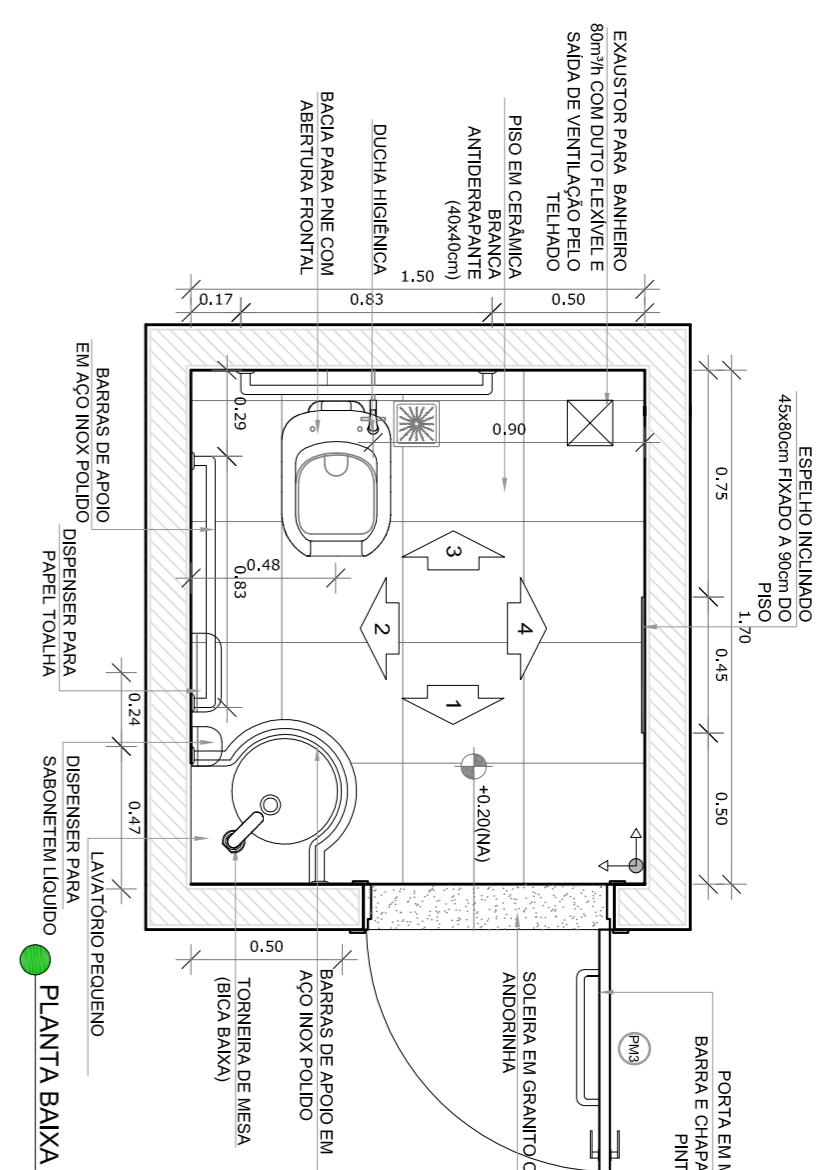 EXAUSTOR PARA BANHEIRO
80m³/h COM DUTO FLEXÍVEL E
SAÍDA DE VENTILAÇÃO PELO
TELHADO
PISO EM CERÂMICA
BRANCA
ANTIDERRAPANTE
(40x40cm)
DUCHA HIGIÊNICA
BACIA PARA PNE COM
ABERTURA FRONTAL
1.50
0.17
0.83
0.50
ESPELHO INCLINADO
45x80cm FIXADO A 90cm DO
PISO
1.70
0.75
0.45
0.50
0.90
0.29
0.48
0.83
3
2
4
1
+0.20(NA)
BARRAS DE APOIO
EM AÇO INOX POLIDO
DISPENSER PARA
PAPEL TOALHA
0.24
0.47
DISPENSER PARA
SABONETEM LÍQUIDO
LAVATÓRIO PEQUENO
0.50
TORNEIRA DE MESA
(BICA BAIXA)
BARRAS DE APOIO EM
AÇO INOX POLIDO
SOLEIRA EM GRANITO
ANDORINHA
PM3
PORTA EM
BARRA E CHAPA
PLANTA BAIXA